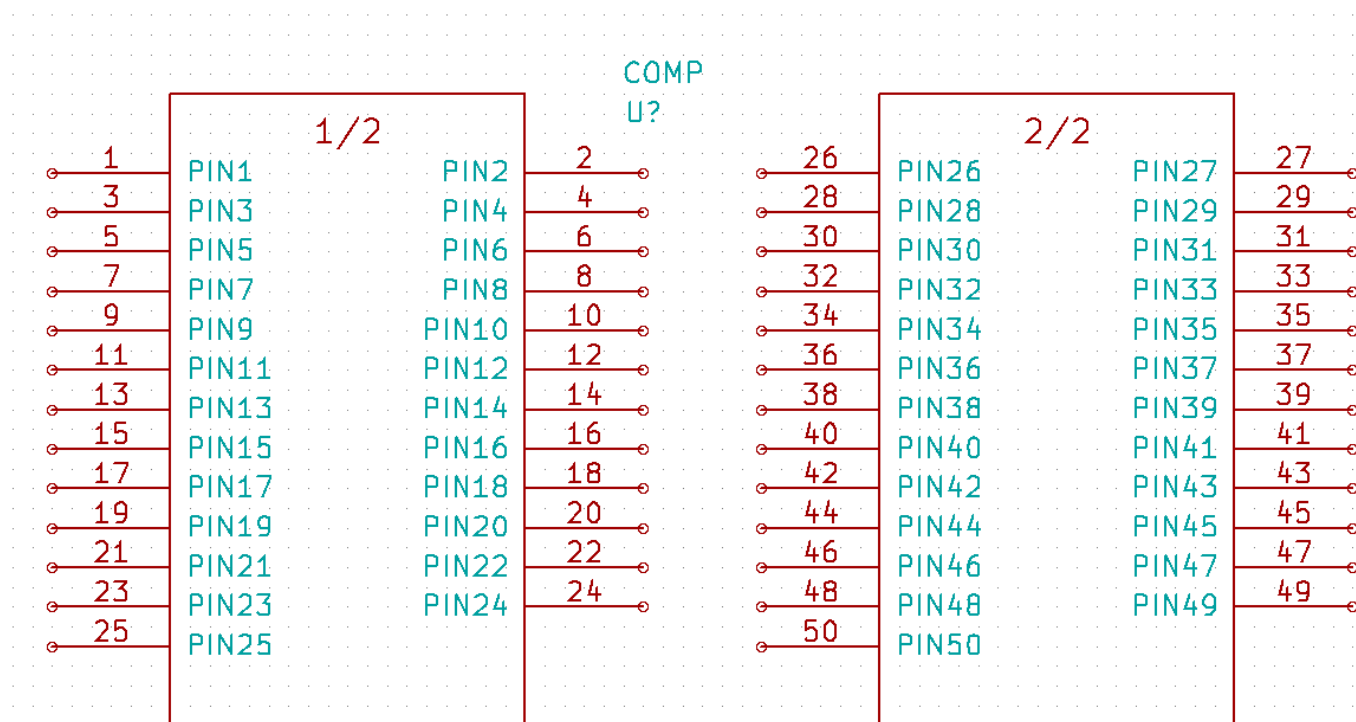 COMP
U?
1/2
1 PIN1 PIN2 2
3 PIN3 PIN4 4
5 PIN5 PIN6 6
7 PIN7 PIN8 8
9 PIN9 PIN10 10
11 PIN11 PIN12 12
13 PIN13 PIN14 14
15 PIN15 PIN16 16
17 PIN17 PIN18 18
19 PIN19 PIN20 20
21 PIN21 PIN22 22
23 PIN23 PIN24 24
25 PIN25
2/2
26 PIN26 PIN27 27
28 PIN28 PIN29 29
30 PIN30 PIN31 31
32 PIN32 PIN33 33
34 PIN34 PIN35 35
36 PIN36 PIN37 37
38 PIN38 PIN39 39
40 PIN40 PIN41 41
42 PIN42 PIN43 43
44 PIN44 PIN45 45
46 PIN46 PIN47 47
48 PIN48 PIN49 49
50 PIN50